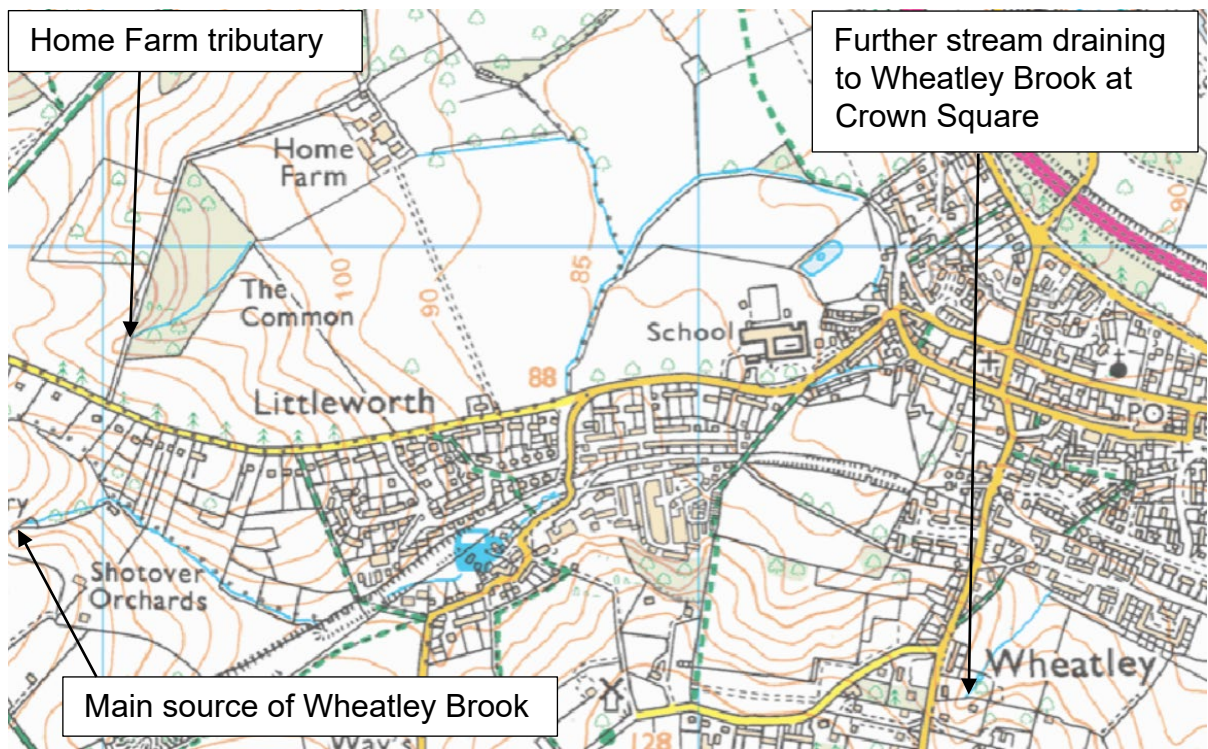 Home Farm tributary
Further stream draining
to Wheatley Brook at
Crown Square
Home
Farm
90
The
Common
100
90
85
School
88
Littleworth
PO
Shotover
Orchards
Wheatley
Main source of Wheatley Brook
Way's
128